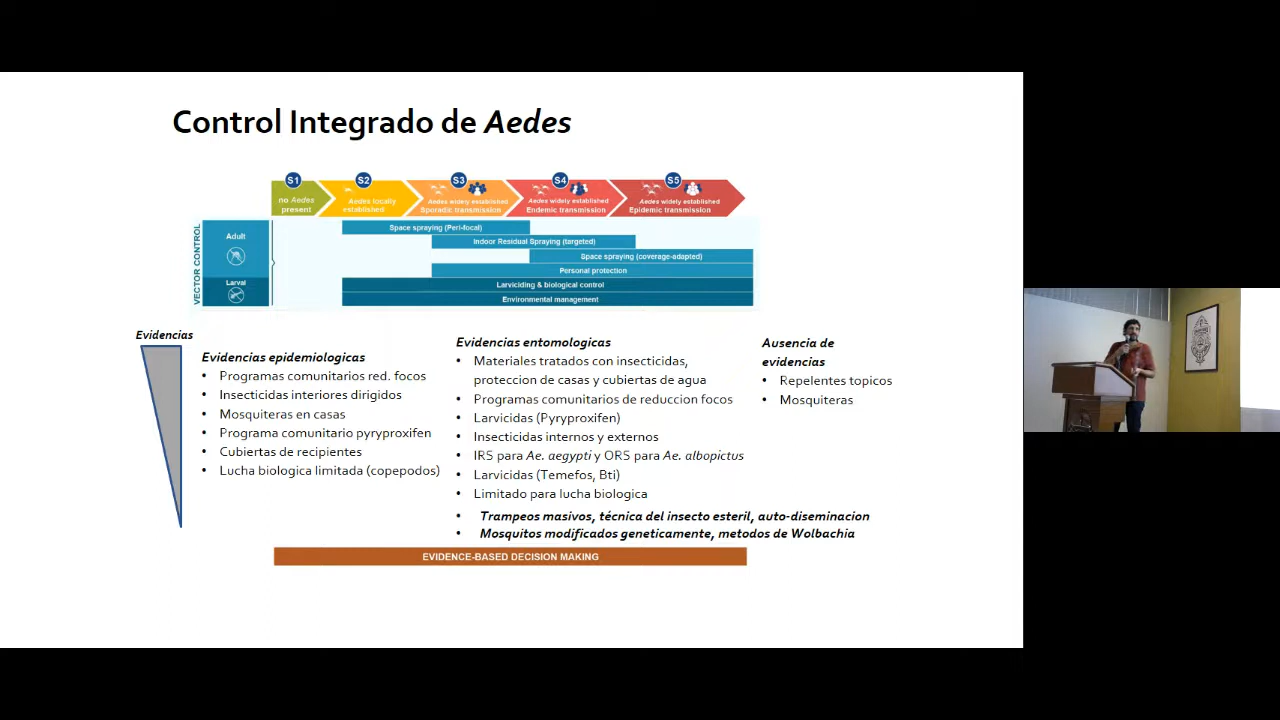 Control Integrado de Aedes
S1
S2
S3
S4
S5
no Aedes
present
Aedes locally
established
Aedes widely established
Sporadic transmission
Aedes widely established
Endemic transmission
Aedes widely established
Epidemic transmission
VECTOR CONTROL
Adult
Larval
Space spraying (Peri-focal)
Indoor Residual Spraying (targeted)
Space spraying (coverage-adapted)
Personal protection
Larviciding & biological control
Environmental management
Evidencias
Evidencias epidemiologicas
• Programas comunitarios red. focos
• Insecticidas interiores dirigidos
• Mosquiteras en casas
• Programa comunitario pyryproxifen
• Cubiertas de recipientes
• Lucha biologica limitada (copepodos)
Evidencias entomologicas
• Materiales tratados con insecticidas,
proteccion de casas y cubiertas de agua
• Programas comunitarios de reduccion focos
• Larvicidas (Pyryproxifen)
• Insecticidas internos y externos
• IRS para Ae. aegypti y ORS para Ae. albopictus
• Larvicidas (Temefos, Bti)
• Limitado para lucha biologica
• Trampeos masivos, técnica del insecto esteril, auto-diseminacion
• Mosquitos modificados geneticamente, metodos de Wolbachia
Ausencia de
evidencias
• Repelentes topicos
• Mosquiteras
EVIDENCE-BASED DECISION MAKING